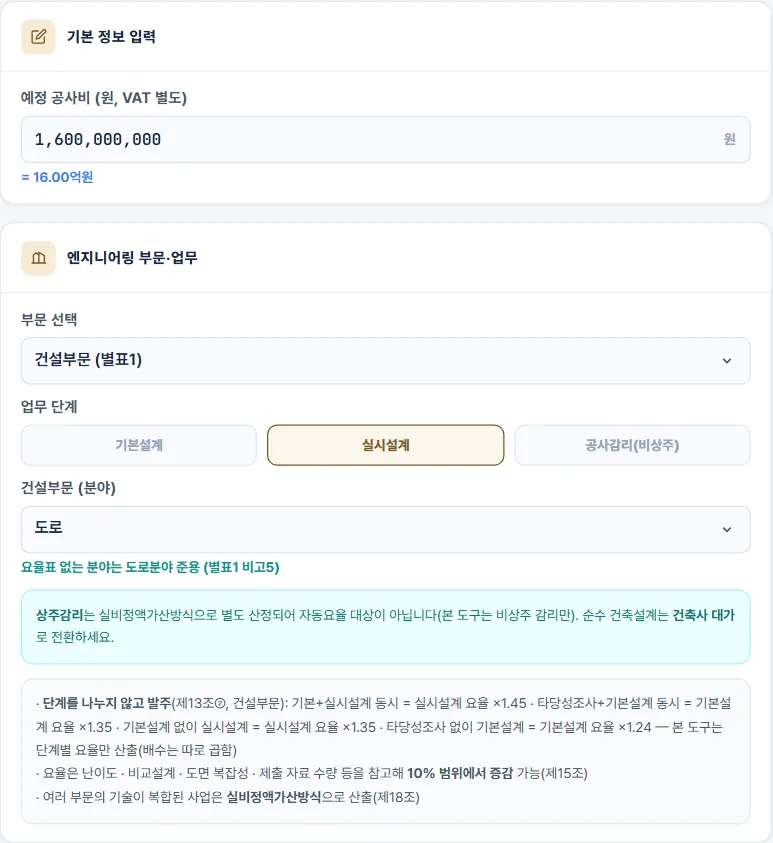 기본 정보 입력
예정 공사비 (원, VAT 별도)
1,600,000,000 원
= 16.00억원
엔지니어링 부문·업무
부문 선택
건설부문 (별표1)
업무 단계
기본설계 실시설계 공사감리(비상주)
건설부문 (분야)
도로
요율표 없는 분야는 도로분야 준용 (별표1 비고5)
상주감리는 실비정액가산방식으로 별도 산정되어 자동요율 대상이 아닙니다(본 도구는 비상주 감리만). 순수 건축설계는 건축사 대가
로 전환하세요.
· 단계를 나누지 않고 발주(제13조②, 건설부문): 기본+실시설계 동시 = 실시설계 요율 ×1.45 · 타당성조사+기본설계 동시 = 기본설
계 요율 ×1.35 · 기본설계 없이 실시설계 = 실시설계 요율 ×1.35 · 타당성조사 없이 기본설계 = 기본설계 요율 ×1.24 — 본 도구는
단계별 요율만 산출(배수는 따로 곱함)
· 요율은 난이도 · 비교설계 · 도면 복잡성 · 제출 자료 수량 등을 참고해 10% 범위에서 증감 가능(제15조)
· 여러 부문의 기술이 복합된 사업은 실비정액가산방식으로 산출(제18조)